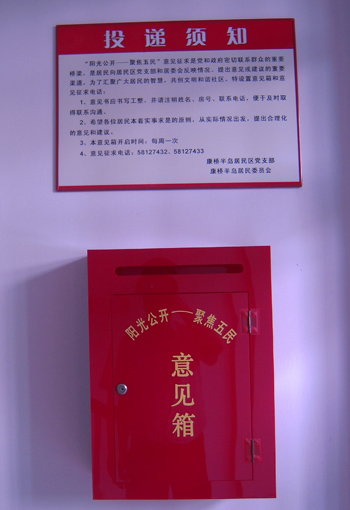 投递须知
“阳光公开——聚焦五民”意见征求是党和政府密切联系群众的重要
桥梁，是居民向居民区党支部和居委会反映情况、提出意见或建议的重要
渠道。为了汇聚广大居民的智慧，共创文明和谐社区，特设置意见箱和意
见征求电话：
1、意见书应书写工整，并请注明姓名、房号、联系电话，便于及时取
得联系沟通。
2、希望各位居民本着实事求是的原则，从实际情况出发，提出合理化
的意见和建议。
3、本意见箱开启时间：每周一次
4、意见征求电话：58127432、58127433
康桥半岛居民区党支部
康桥半岛居民委员会
阳光公开——聚焦五民
意见箱